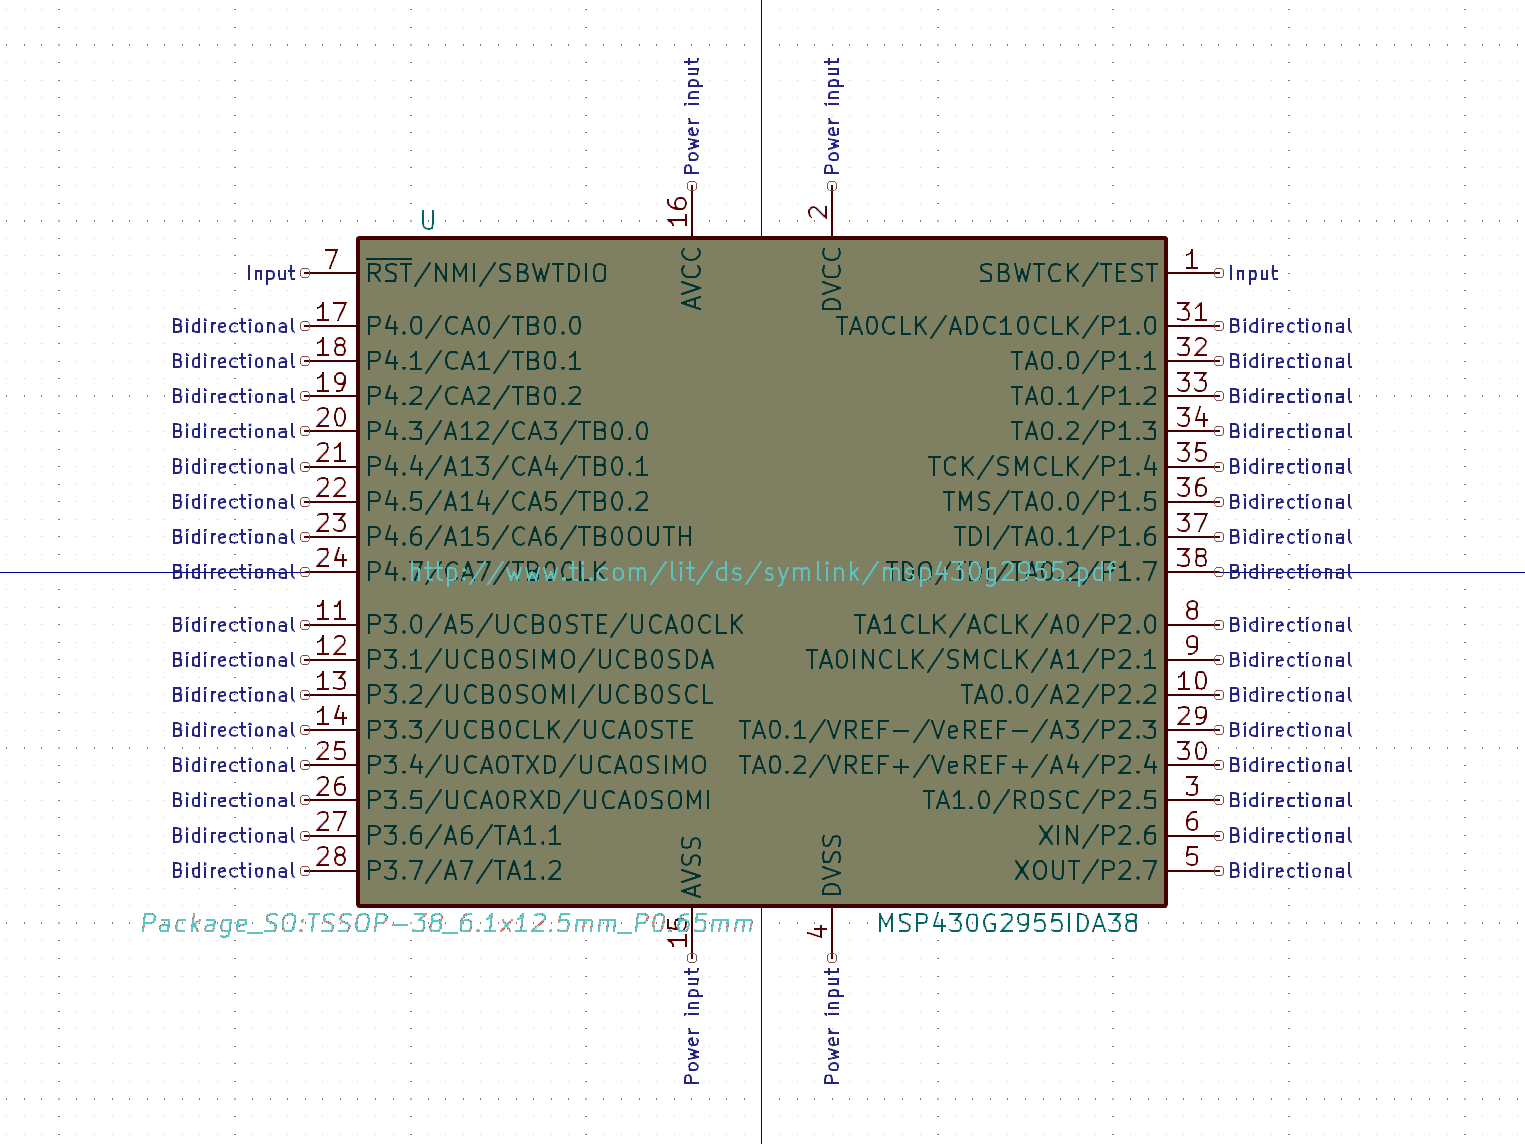 Power input
Power input
16
2
U
AVCC
DVCC
Input 7 RST/NMI/SBWTDIO
SBWTCK/TEST 1 Input
Bidirectional 17 P4.0/CA0/TB0.0
TA0CLK/ADC10CLK/P1.0 31 Bidirectional
Bidirectional 18 P4.1/CA1/TB0.1
TA0.0/P1.1 32 Bidirectional
Bidirectional 19 P4.2/CA2/TB0.2
TA0.1/P1.2 33 Bidirectional
Bidirectional 20 P4.3/A12/CA3/TB0.0
TA0.2/P1.3 34 Bidirectional
Bidirectional 21 P4.4/A13/CA4/TB0.1
TCK/SMCLK/P1.4 35 Bidirectional
Bidirectional 22 P4.5/A14/CA5/TB0.2
TMS/TA0.0/P1.5 36 Bidirectional
Bidirectional 23 P4.6/A15/CA6/TB0OUTH
TDI/TA0.1/P1.6 37 Bidirectional
Bidirectional 24 P4.7/CA7/TB0CLK
http://www.ti.com/lit/ds/symlink/msp430g2955.pdf
TDO/TDI/TA0.2/P1.7 38 Bidirectional
Bidirectional 11 P3.0/A5/UCB0STE/UCA0CLK
TA1CLK/ACLK/A0/P2.0 8 Bidirectional
Bidirectional 12 P3.1/UCB0SIMO/UCB0SDA
TA0INCLK/SMCLK/A1/P2.1 9 Bidirectional
Bidirectional 13 P3.2/UCB0SOMI/UCB0SCL
TA0.0/A2/P2.2 10 Bidirectional
Bidirectional 14 P3.3/UCB0CLK/UCA0STE
TA0.1/VREF-/VeREF-/A3/P2.3 29 Bidirectional
Bidirectional 25 P3.4/UCA0TXD/UCA0SIMO
TA0.2/VREF+/VeREF+/A4/P2.4 30 Bidirectional
Bidirectional 26 P3.5/UCA0RXD/UCA0SOMI
TA1.0/ROSC/P2.5 3 Bidirectional
Bidirectional 27 P3.6/A6/TA1.1
XIN/P2.6 6 Bidirectional
Bidirectional 28 P3.7/A7/TA1.2
XOUT/P2.7 5 Bidirectional
AVSS
DVSS
Package_SO:TSSOP-38_6.1x12.5mm_P0.65mm
MSP430G2955IDA38
15
4
Power input
Power input